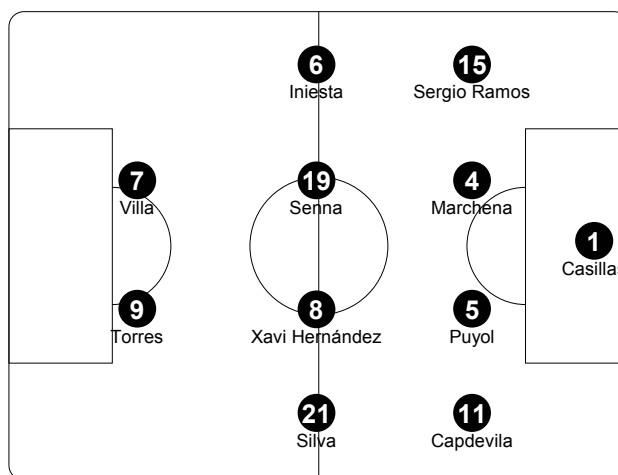 6
Iniesta
15
Sergio Ramos
7
Villa
19
Senna
4
Marchena
1
Casillas
9
Torres
8
Xavi Hernández
5
Puyol
21
Silva
11
Capdevila